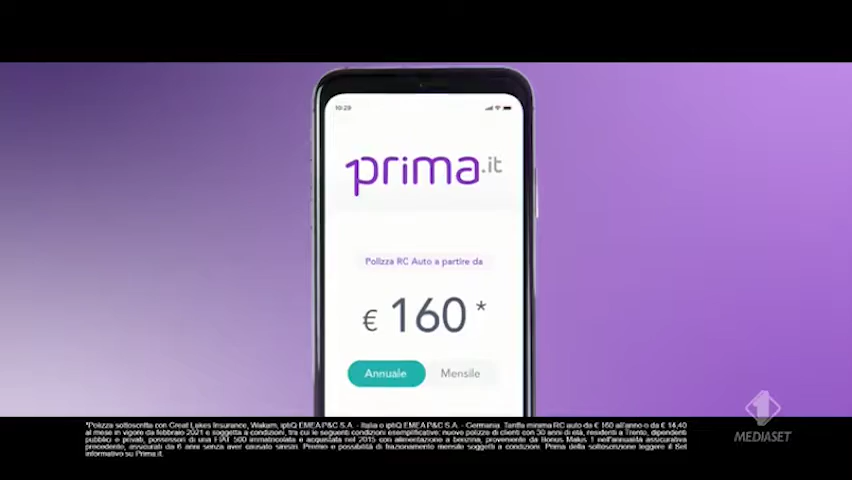 10:29
1prima.it
Polizza RC Auto a partire da
€ 160 *
Annuale Mensile
1
MEDIASET
*Polizza sottoscritta con Great Lakes Insurance, Wakam, iptiQ EMEA P&C S.A. - Italia o iptiQ EMEA P&C S.A. - Germania. Tariffa minima RC auto da € 160 all'anno o da € 14,40
al mese in vigore da febbraio 2021 e soggetta a condizioni, tra cui le seguenti condizioni esemplificative: nuove polizze di clienti con 30 anni di età, residenti a Trento, dipendenti
pubblici e privati, possessori di una FIAT 500 immatricolata e acquistata nel 2015 con alimentazione a benzina, proveniente da Bonus Malus 1 nell'annualità assicurativa
precedente, assicurati da 6 anni senza aver causato sinistri. Premio e possibilità di frazionamento mensile soggetti a condizioni. Prima della sottoscrizione leggere il Set
informativo su Prima.it.